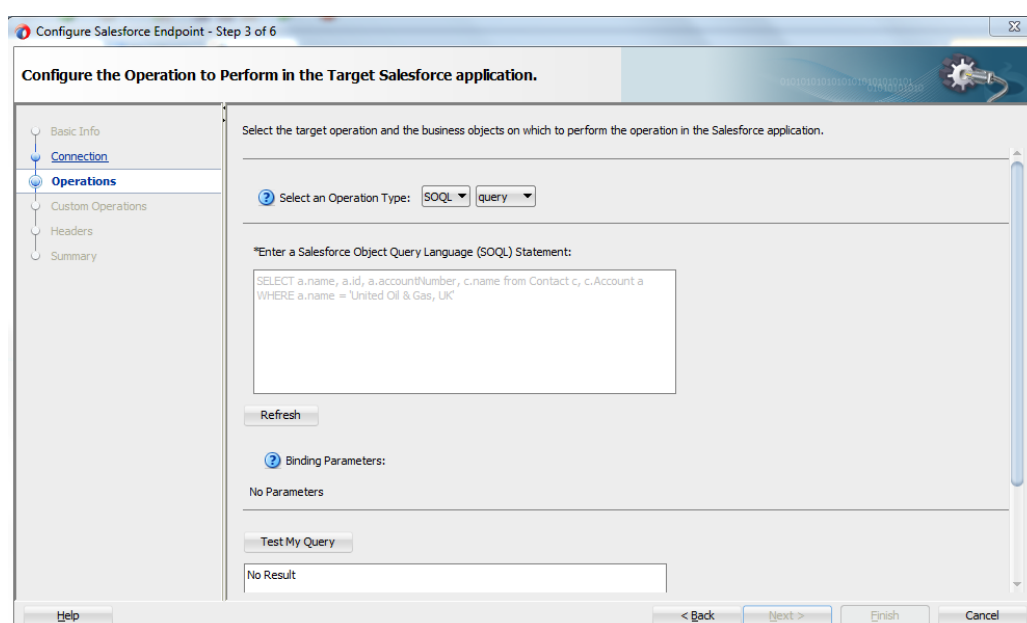 Configure Salesforce Endpoint - Step 3 of 6
Configure the Operation to Perform in the Target Salesforce application.
Basic Info
Connection
Operations
Custom Operations
Headers
Summary
Select the target operation and the business objects on which to perform the operation in the Salesforce application.
Select an Operation Type: SOQL query
*Enter a Salesforce Object Query Language (SOQL) Statement:
SELECT a.name, a.id, a.accountNumber, c.name from Contact c, c.Account a
WHERE a.name = 'United Oil & Gas, UK'
Refresh
Binding Parameters:
No Parameters
Test My Query
No Result
Help
< Back
Next >
Finish
Cancel